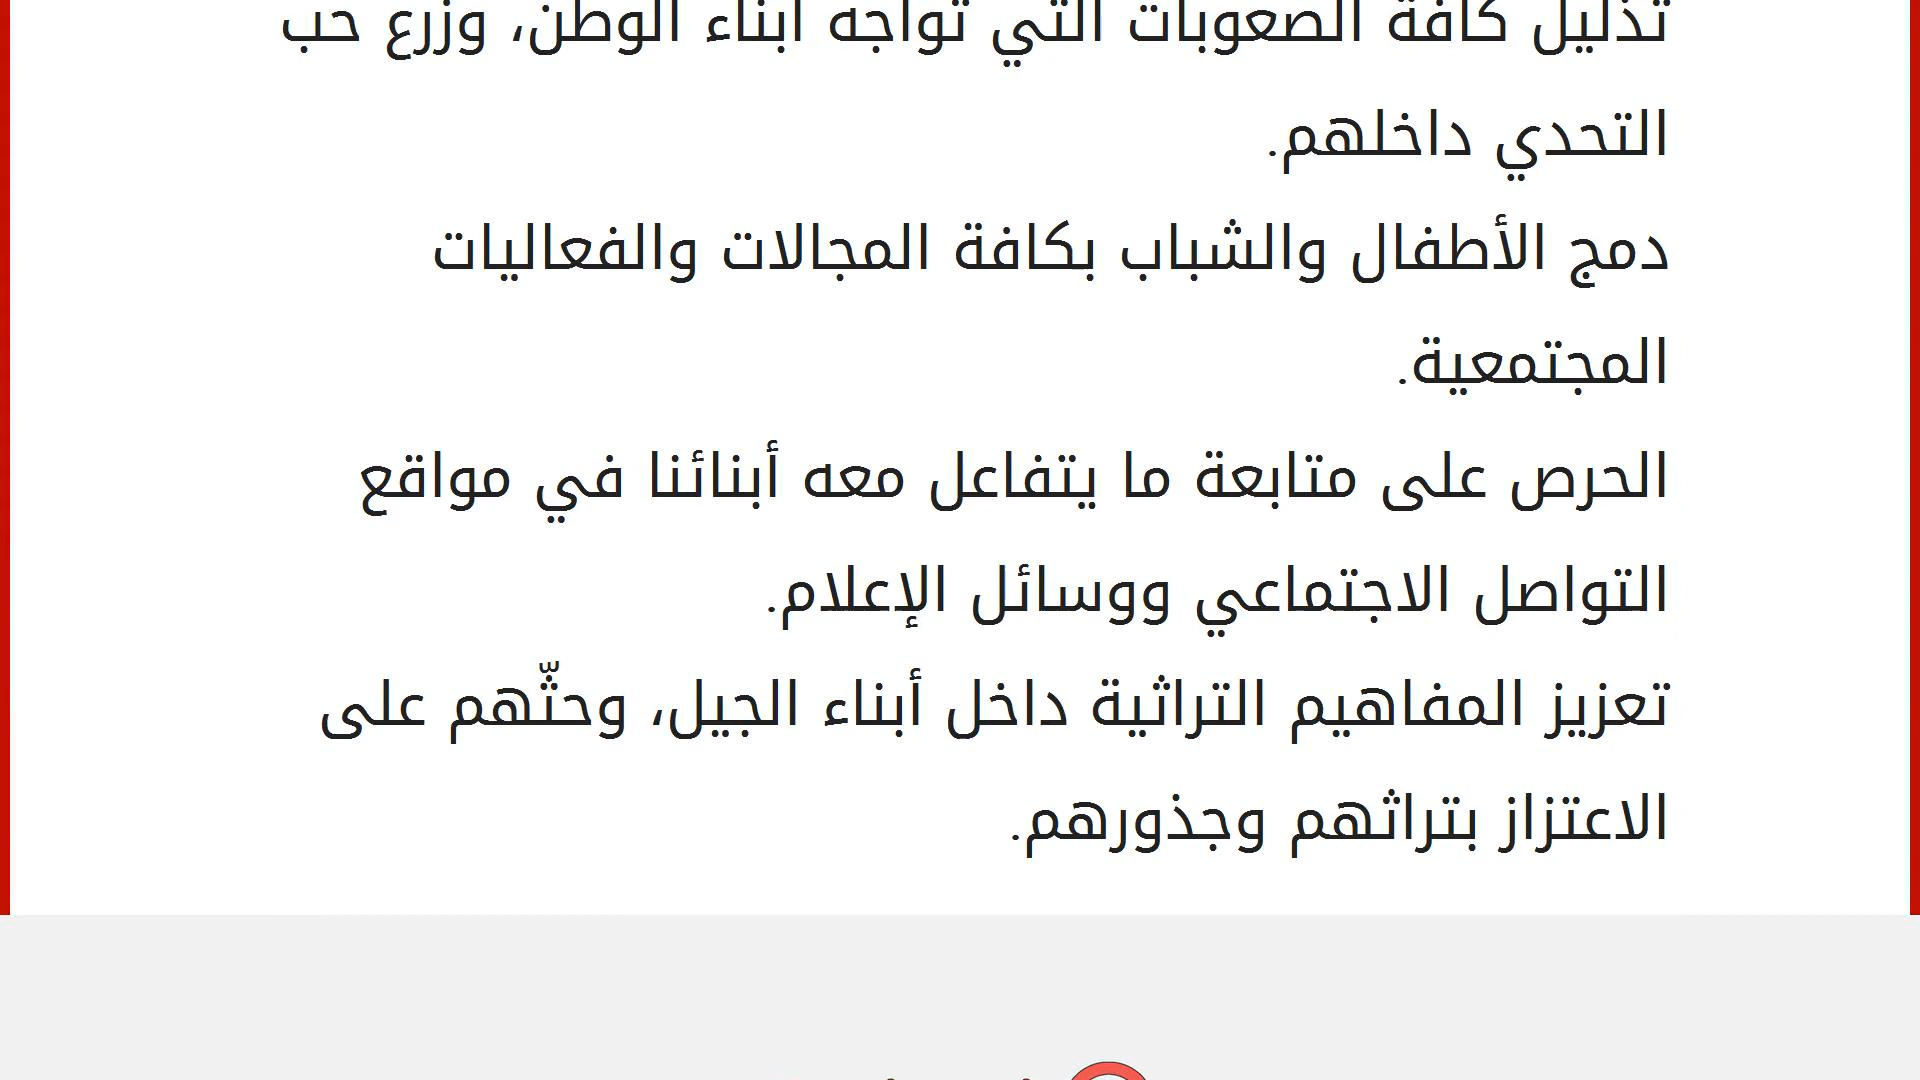 تذليل كافة الصعوبات التي تواجه أبناء الوطن، وزرع حب
التحدي داخلهم.
دمج الأطفال والشباب بكافة المجالات والفعاليات
المجتمعية.
الحرص على متابعة ما يتفاعل معه أبنائنا في مواقع
التواصل الاجتماعي ووسائل الإعلام.
تعزيز المفاهيم التراثية داخل أبناء الجيل، وحثّهم على
الاعتزاز بتراثهم وجذورهم.